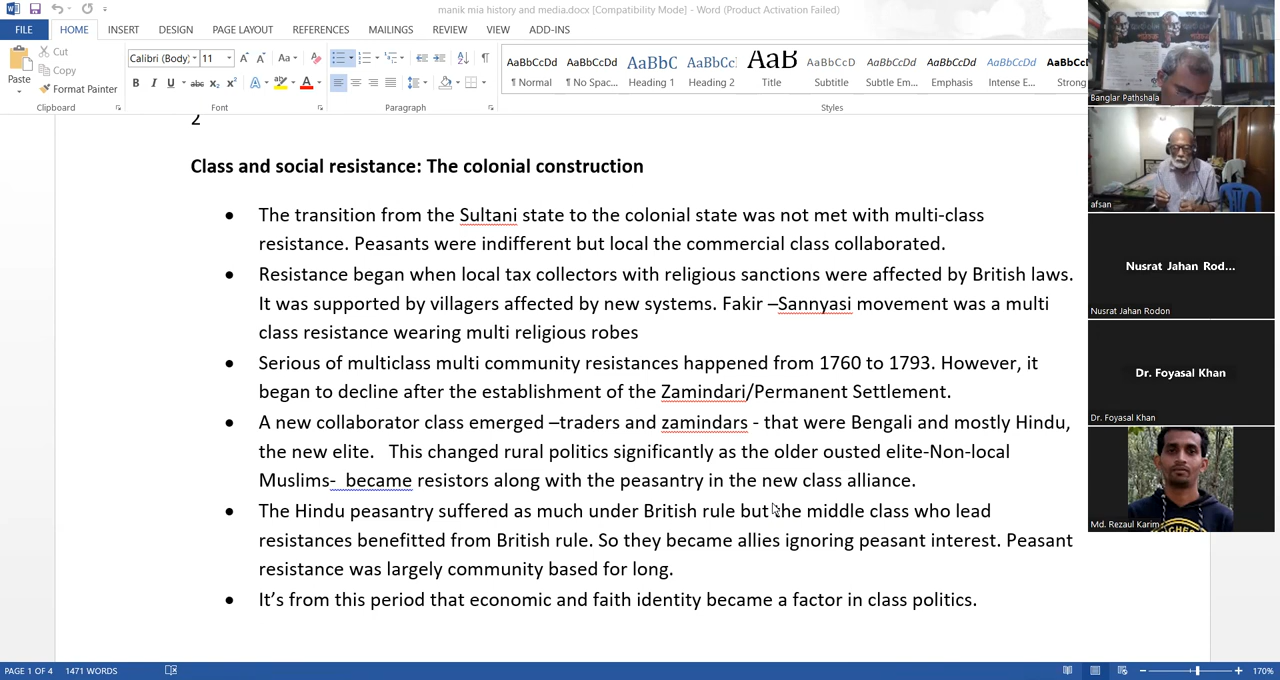 manik mia history and media.docx [Compatibility Mode] - Word (Product Activation Failed)
FILE HOME INSERT DESIGN PAGE LAYOUT REFERENCES MAILINGS REVIEW VIEW ADD-INS
Paste
Cut
Copy
Format Painter
Clipboard
Calibri (Body) 11
Font
Paragraph
AaBbCcDd AaBbCcDd AaBbC AaBbCc AaB AaBbCcD AaBbCcDd AaBbCcDd AaBbCcDd AaBbCc
¶ Normal ¶ No Spac... Heading 1 Heading 2 Title Subtitle Subtle Em... Emphasis Intense E... Strong
Styles
2
Class and social resistance: The colonial construction
• The transition from the Sultani state to the colonial state was not met with multi-class
resistance. Peasants were indifferent but local the commercial class collaborated.
• Resistance began when local tax collectors with religious sanctions were affected by British laws.
It was supported by villagers affected by new systems. Fakir –Sannyasi movement was a multi
class resistance wearing multi religious robes
• Serious of multiclass multi community resistances happened from 1760 to 1793. However, it
began to decline after the establishment of the Zamindari/Permanent Settlement.
• A new collaborator class emerged –traders and zamindars - that were Bengali and mostly Hindu,
the new elite. This changed rural politics significantly as the older ousted elite-Non-local
Muslims- became resistors along with the peasantry in the new class alliance.
• The Hindu peasantry suffered as much under British rule but the middle class who lead
resistances benefitted from British rule. So they became allies ignoring peasant interest. Peasant
resistance was largely community based for long.
• It's from this period that economic and faith identity became a factor in class politics.
Banglar Pathshala
afsan
Nusrat Jahan Rod...
Nusrat Jahan Rodon
Dr. Foyasal Khan
Dr. Foyasal Khan
Md. Rezaul Karim
PAGE 1 OF 4 1471 WORDS
170%